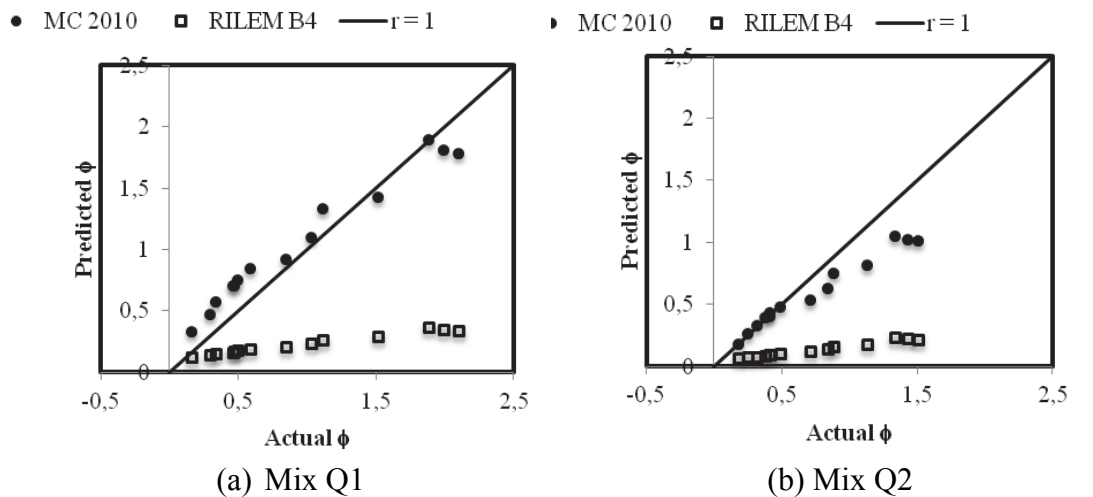 MC 2010 RILEM B4 r = 1
2,5
2
1,5
1
0,5
0
-0,5 0,5 1,5 2,5
Predicted ϕ
Actual ϕ
(a) Mix Q1
MC 2010 RILEM B4 r = 1
2,5
2
1,5
1
0,5
0
-0,5 0,5 1,5 2,5
Predicted ϕ
Actual ϕ
(b) Mix Q2